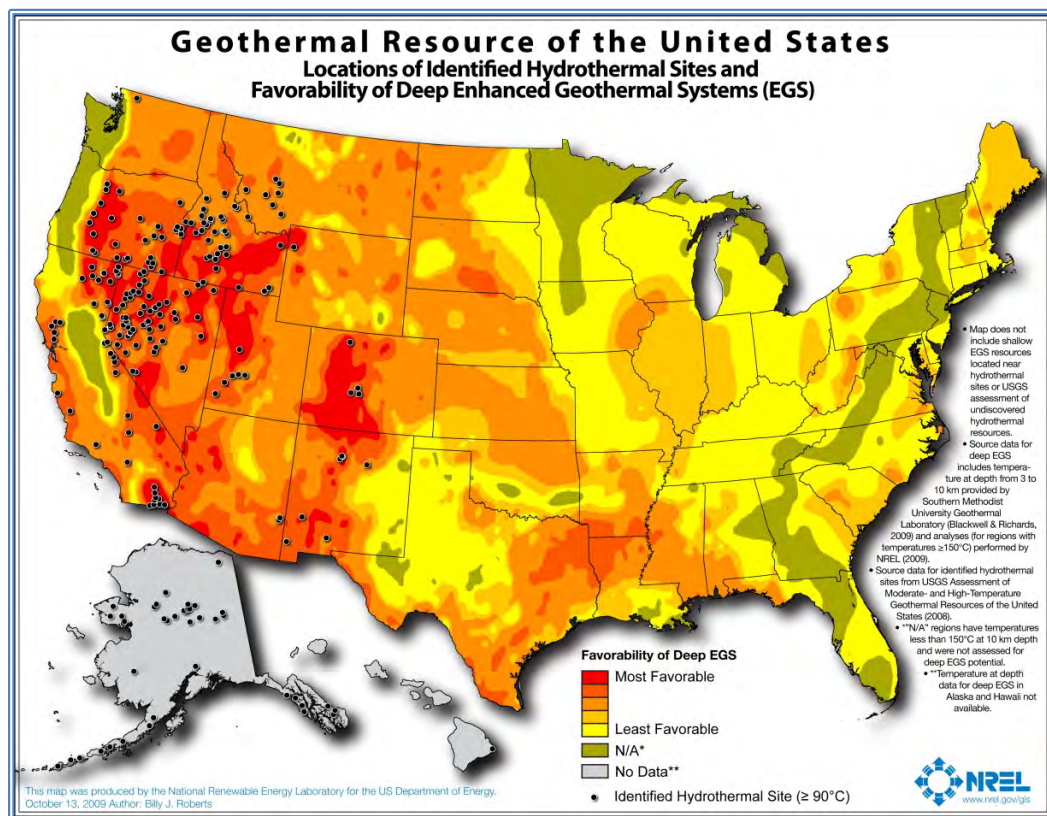 Geothermal Resource of the United States
Locations of Identified Hydrothermal Sites and
Favorability of Deep Enhanced Geothermal Systems (EGS)
• Map does not
include shallow
EGS resources
located near
hydrothermal
sites or USGS
assessment of
undiscovered
hydrothermal
resources.
• Source data for
deep EGS
includes tempera-
ture at depth from 3 to
10 km provided by
Southern Methodist
University Geothermal
Laboratory (Blackwell & Richards,
2009) and analyses (for regions with
temperatures ≥150°C) performed by
NREL (2009).
• Source data for identified hydrothermal
sites from USGS Assessment of
Moderate- and High-Temperature
Geothermal Resources of the United
States (2008).
• *"N/A" regions have temperatures
less than 150°C at 10 km depth
and were not assessed for
deep EGS potential.
• **Temperature at depth
data for deep EGS in
Alaska and Hawaii not
available.
Favorability of Deep EGS
Most Favorable
Least Favorable
N/A*
No Data**
Identified Hydrothermal Site (≥ 90°C)
This map was produced by the National Renewable Energy Laboratory for the US Department of Energy.
October 13, 2009 Author: Billy J. Roberts
NREL
www.nrel.gov/gis